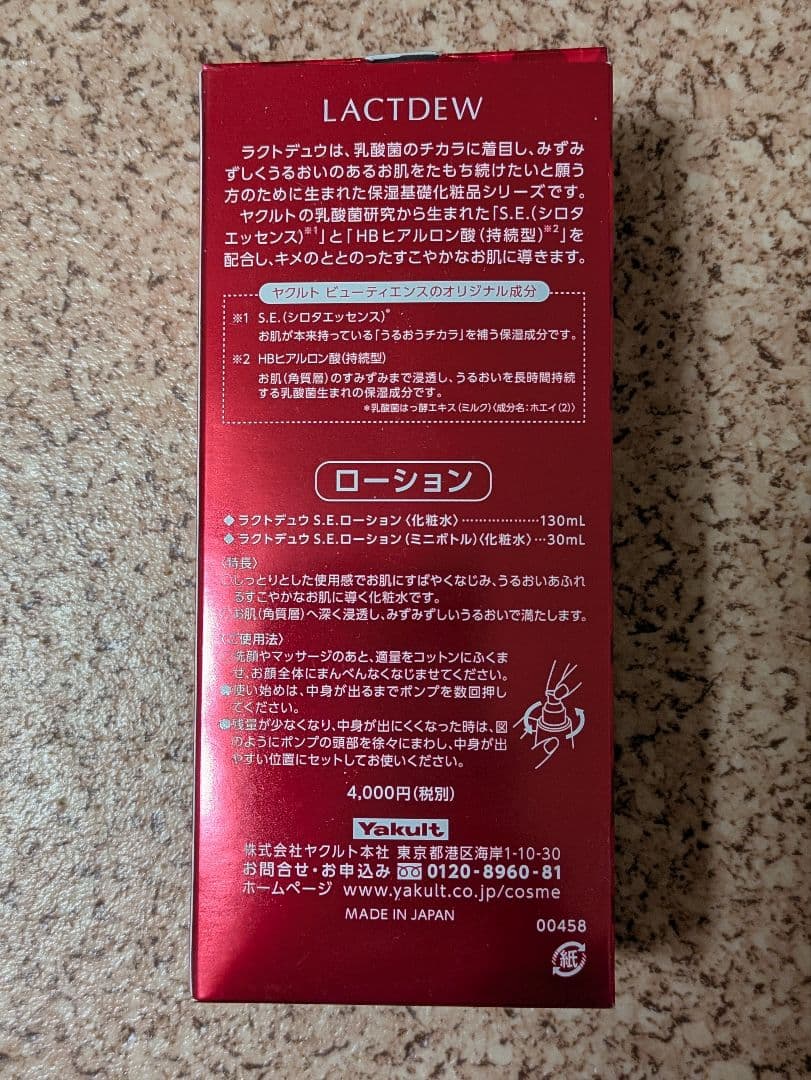 LACTDEW
ラクトデュウは、乳酸菌のチカラに着目し、みずみ
ずしくうるおいのあるお肌をたもち続けたいと願う
方のために生まれた保湿基礎化粧品シリーズです。
ヤクルトの乳酸菌研究から生まれた「S.E.(シロタ
エッセンス)※1」と「HBヒアルロン酸(持続型)※2」を
配合し、キメのととのったすこやかなお肌に導きます。
ヤクルト ビューティエンスのオリジナル成分
※1 S.E.(シロタエッセンス)*
お肌が本来持っている「うるおうチカラ」を補う保湿成分です。
※2 HBヒアルロン酸(持続型)
お肌(角質層)のすみずみまで浸透し、うるおいを長時間持続
する乳酸菌生まれの保湿成分です。
*乳酸菌はっ酵エキス(ミルク)〈成分名:ホエイ(2)〉
ローション
◆ラクトデュウ S.E.ローション〈化粧水〉………………130mL
◆ラクトデュウ S.E.ローション(ミニボトル)〈化粧水〉…30mL
〈特長〉
しっとりとした使用感でお肌にすばやくなじみ、うるおいあふれ
るすこやかなお肌に導く化粧水です。
お肌(角質層)へ深く浸透し、みずみずしいうるおいで満たします。
〈ご使用法〉
洗顔やマッサージのあと、適量をコットンにふくま
せ、お顔全体にまんべんなくなじませてください。
●使い始めは、中身が出るまでポンプを数回押し
てください。
●残量が少なくなり、中身が出にくくなった時は、図
のようにポンプの頭部を徐々にまわし、中身が出
やすい位置にセットしてお使いください。
4,000円(税別)
Yakult
株式会社ヤクルト本社 東京都港区海岸1-10-30
お問合せ・お申込み 0120-8960-81
ホームページ www.yakult.co.jp/cosme
MADE IN JAPAN
00458
紙